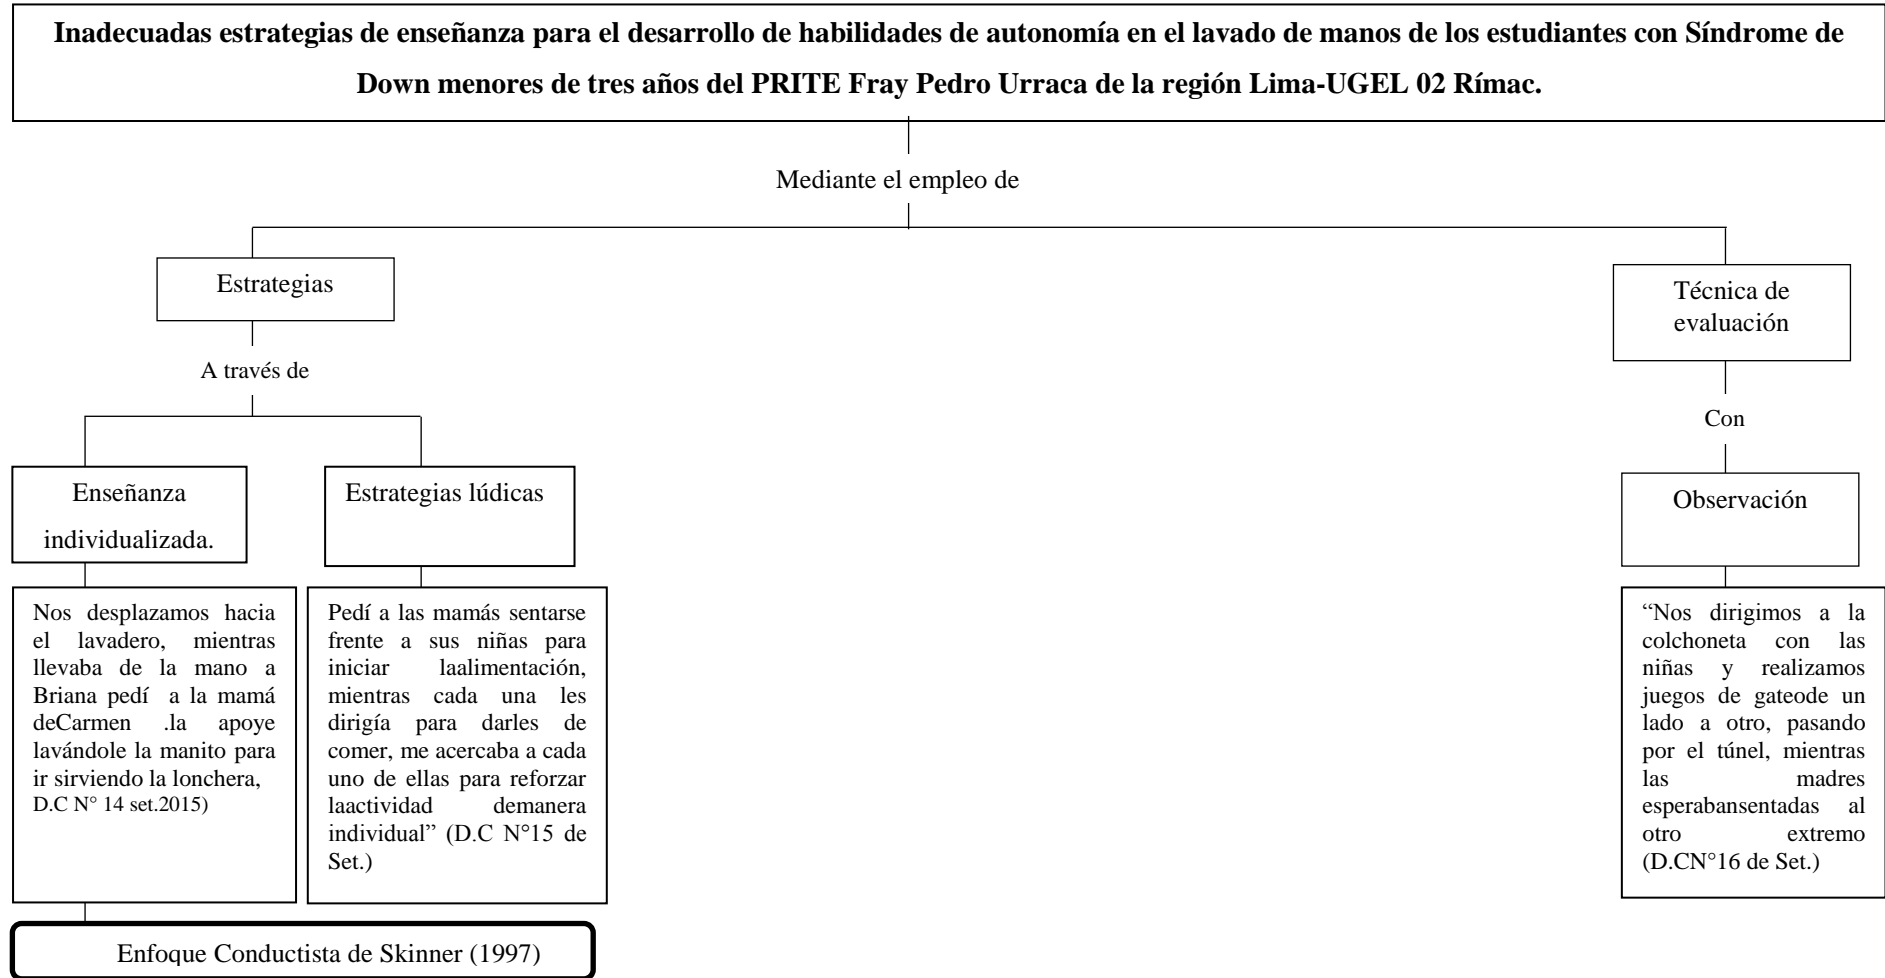 Inadecuadas estrategias de enseñanza para el desarrollo de habilidades de autonomía en el lavado de manos de los estudiantes con Síndrome de
Down menores de tres años del PRITE Fray Pedro Urraca de la región Lima-UGEL 02 Rímac.
Mediante el empleo de
Estrategias
A través de
Enseñanza
individualizada.
Nos desplazamos hacia
el lavadero, mientras
llevaba de la mano a
Briana pedí a la mamá
deCarmen .la apoye
lavándole la manito para
ir sirviendo la lonchera,
D.C N° 14 set.2015)
Estrategias lúdicas
Pedí a las mamás sentarse
frente a sus niñas para
iniciar laalimentación,
mientras cada una les
dirigía para darles de
comer, me acercaba a cada
uno de ellas para reforzar
laactividad demanera
individual” (D.C N°15 de
Set.)
Enfoque Conductista de Skinner (1997)
Técnica de
evaluación
Con
Observación
“Nos dirigimos a la
colchoneta con las
niñas y realizamos
juegos de gateode un
lado a otro, pasando
por el túnel, mientras
las madres
esperabansentadas al
otro extremo
(D.CN°16 de Set.)